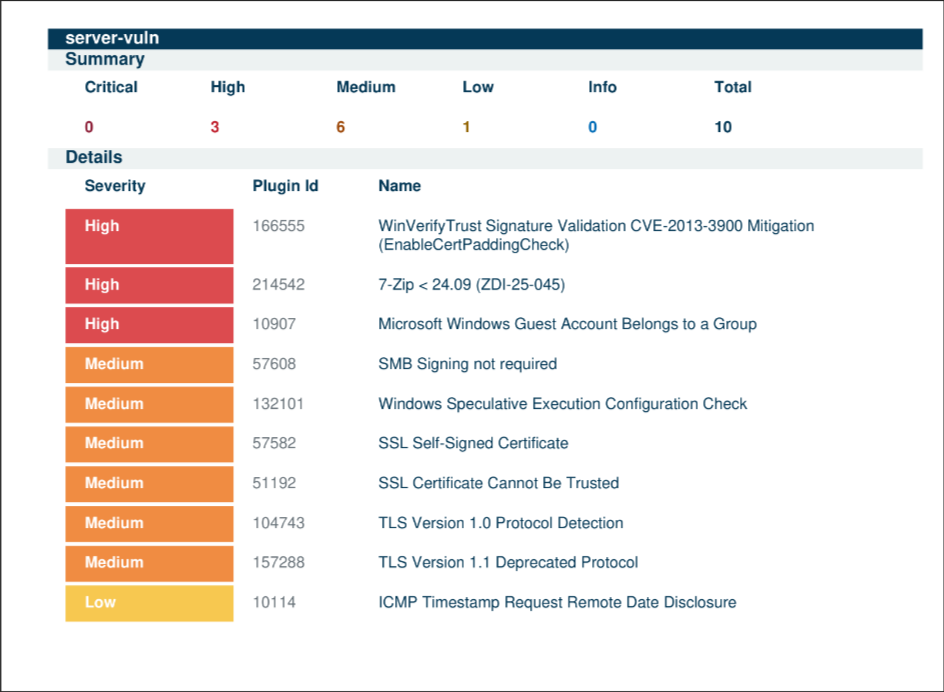 server-vuln
Summary
Critical High Medium Low Info Total
0 3 6 1 0 10
Details
Severity Plugin Id Name
High 166555 WinVerifyTrust Signature Validation CVE-2013-3900 Mitigation
(EnableCertPaddingCheck)
High 214542 7-Zip < 24.09 (ZDI-25-045)
High 10907 Microsoft Windows Guest Account Belongs to a Group
Medium 57608 SMB Signing not required
Medium 132101 Windows Speculative Execution Configuration Check
Medium 57582 SSL Self-Signed Certificate
Medium 51192 SSL Certificate Cannot Be Trusted
Medium 104743 TLS Version 1.0 Protocol Detection
Medium 157288 TLS Version 1.1 Deprecated Protocol
Low 10114 ICMP Timestamp Request Remote Date Disclosure